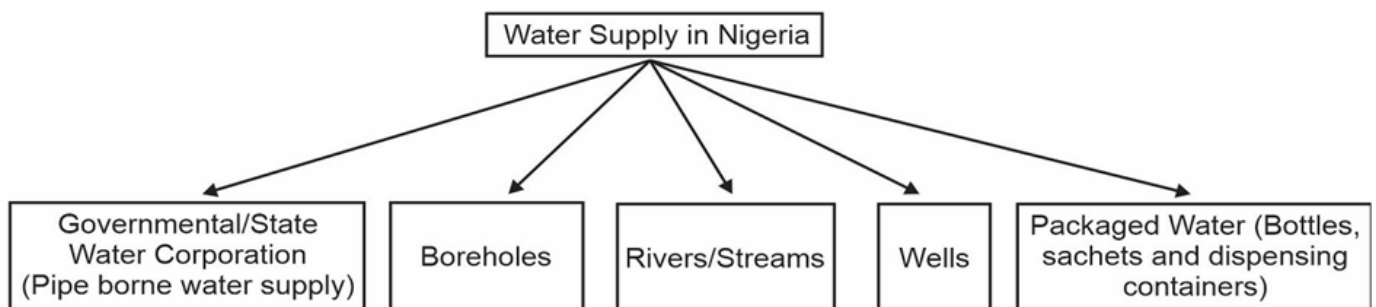 Water Supply in Nigeria
Governmental/State
Water Corporation
(Pipe borne water supply)
Boreholes
Rivers/Streams
Wells
Packaged Water (Bottles,
sachets and dispensing
containers)